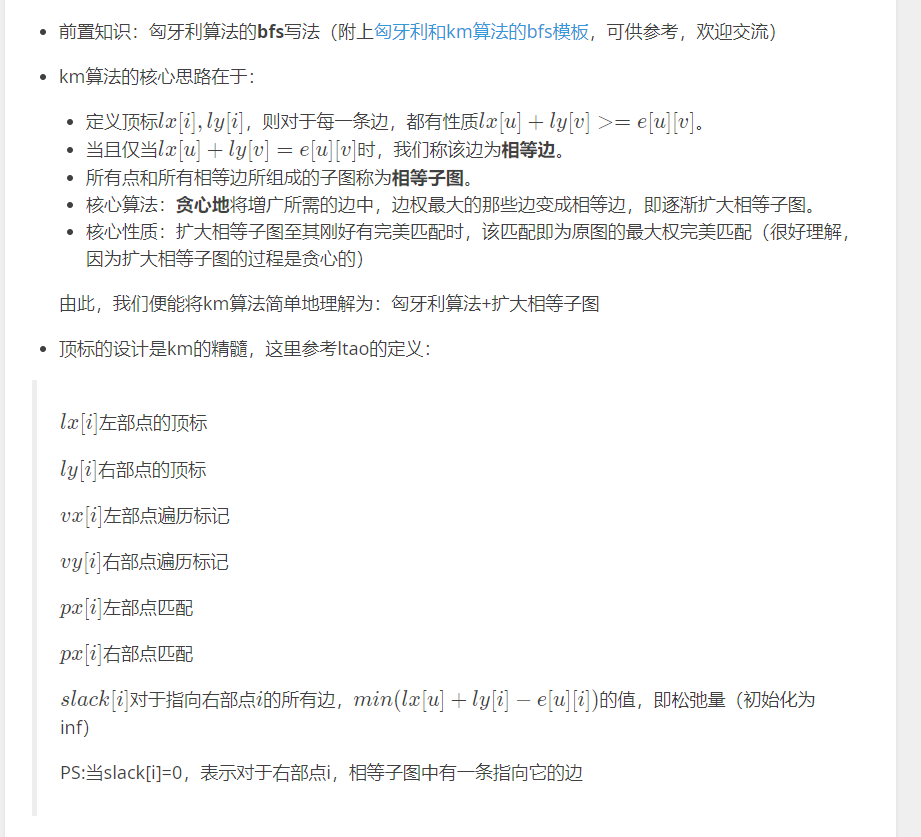 前置知识：匈牙利算法的bfs写法（附上匈牙利和km算法的bfs模板，可供参考，欢迎交流）
km算法的核心思路在于：
定义顶标lx[i], ly[i]，则对于每一条边，都有性质lx[u] + ly[v] >= e[u][v]。
当且仅当lx[u] + ly[v] = e[u][v]时，我们称该边为相等边。
所有点和所有相等边所组成的子图称为相等子图。
核心算法：贪心地将增广所需的边中，边权最大的那些边变成相等边，即逐渐扩大相等子图。
核心性质：扩大相等子图至其刚好有完美匹配时，该匹配即为原图的最大权完美匹配（很好理解，
因为扩大相等子图的过程是贪心的）
由此，我们便能将km算法简单地理解为：匈牙利算法+扩大相等子图
顶标的设计是km的精髓，这里参考ltao的定义：
lx[i]左部点的顶标
ly[i]右部点的顶标
vx[i]左部点遍历标记
vy[i]右部点遍历标记
px[i]左部点匹配
px[i]右部点匹配
slack[i]对于指向右部点i的所有边，min(lx[u] + ly[i] − e[u][i])的值，即松弛量（初始化为
inf）
PS:当slack[i]=0，表示对于右部点i，相等子图中有一条指向它的边